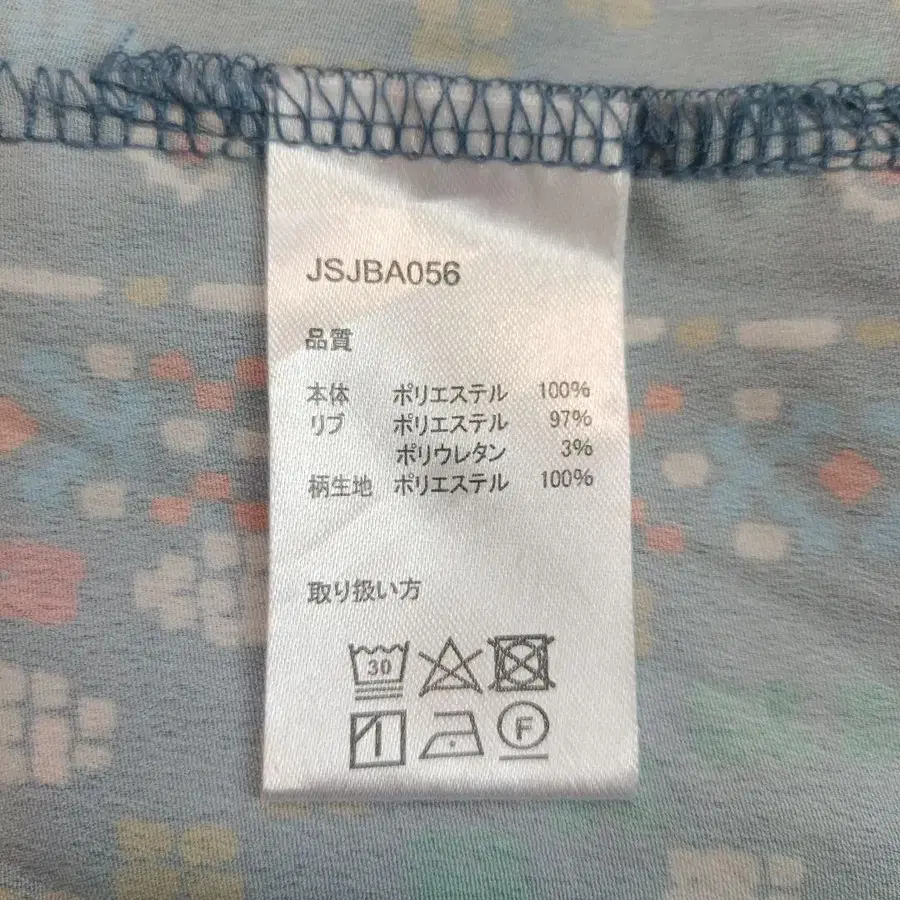 JSJBA056
品質
本体 ポリエステル 100%
リブ ポリエステル 97%
ポリウレタン 3%
柄生地 ポリエステル 100%
取り扱い方
30
F